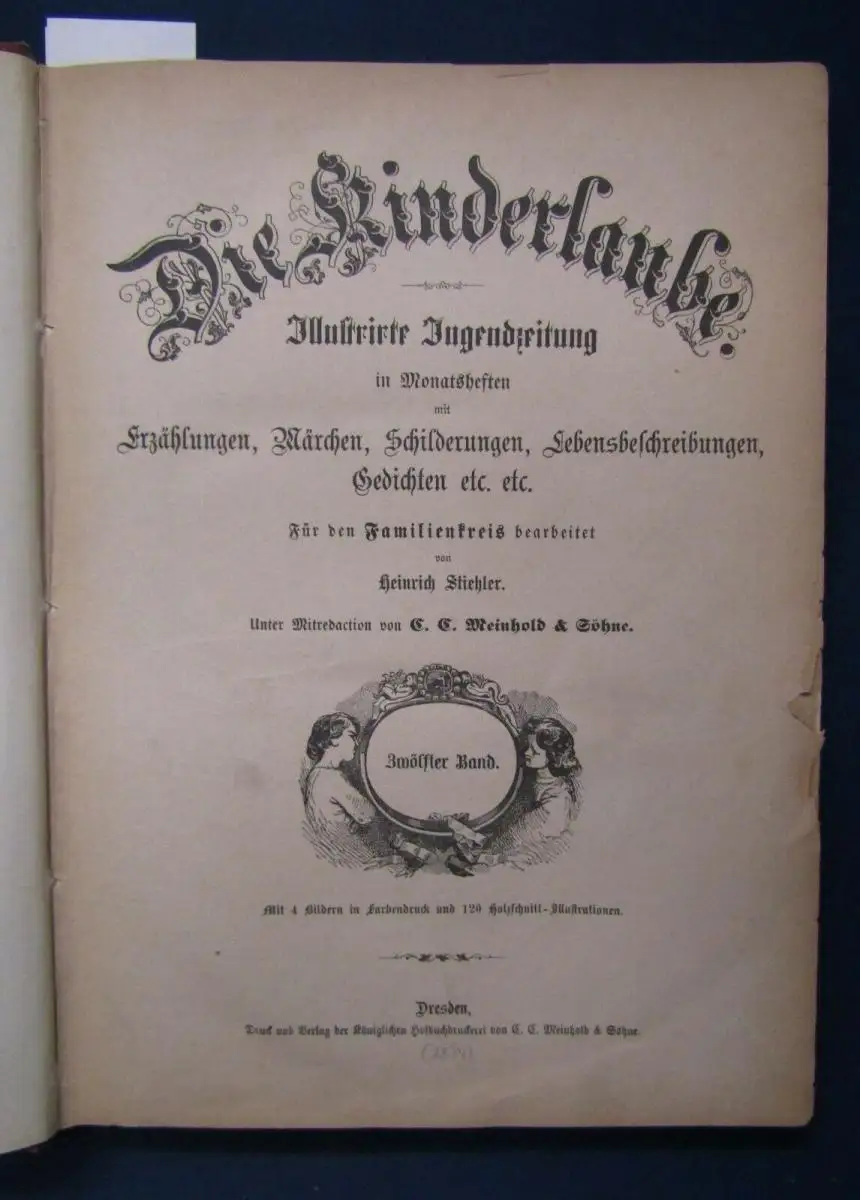 Die Kinderlaube.
Illustrirte Jugendzeitung
in Monatsheften
mit
Erzählungen, Märchen, Schilderungen, Lebensbeschreibungen,
Gedichten etc. etc.
Für den Familienkreis bearbeitet
von
Heinrich Stiehler.
Unter Mitredaction von C. C. Meinhold & Söhne.
Zwölfter Band.
Mit 4 Bildern in Farbendruck und 120 Holzschnitt-Illustrationen.
Dresden,
Druck und Verlag der Königlichen Hofbuchdruckerei von C. C. Meinhold & Söhne.